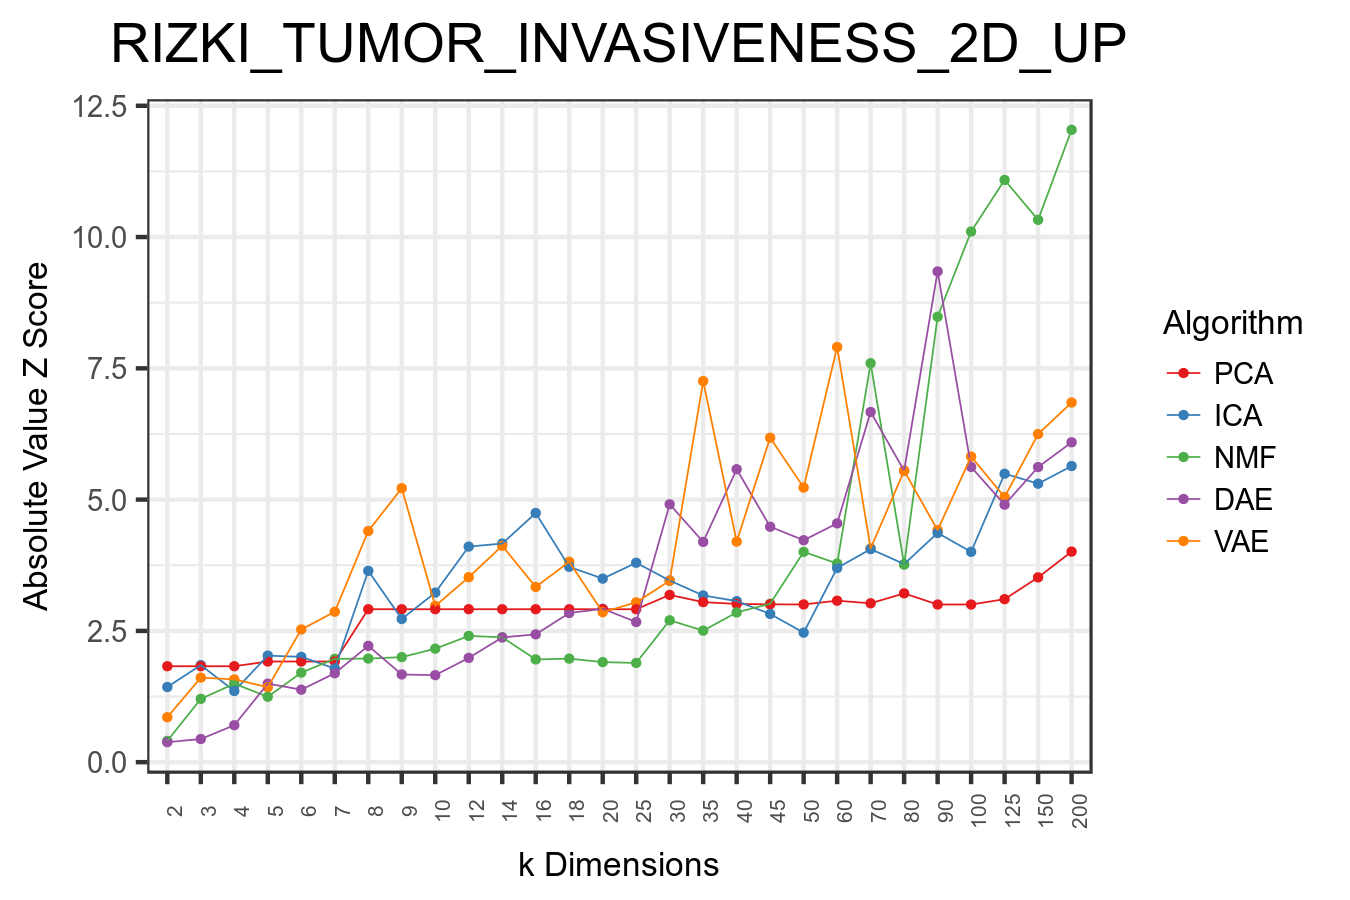 RIZKI_TUMOR_INVASIVENESS_2D_UP
Absolute Value Z Score
12.5
10.0
7.5
5.0
2.5
0.0
2 3 4 5 6 7 8 9 10 12 14 16 18 20 25 30 35 40 45 50 60 70 80 90 100 125 150 200
k Dimensions
Algorithm
PCA
ICA
NMF
DAE
VAE